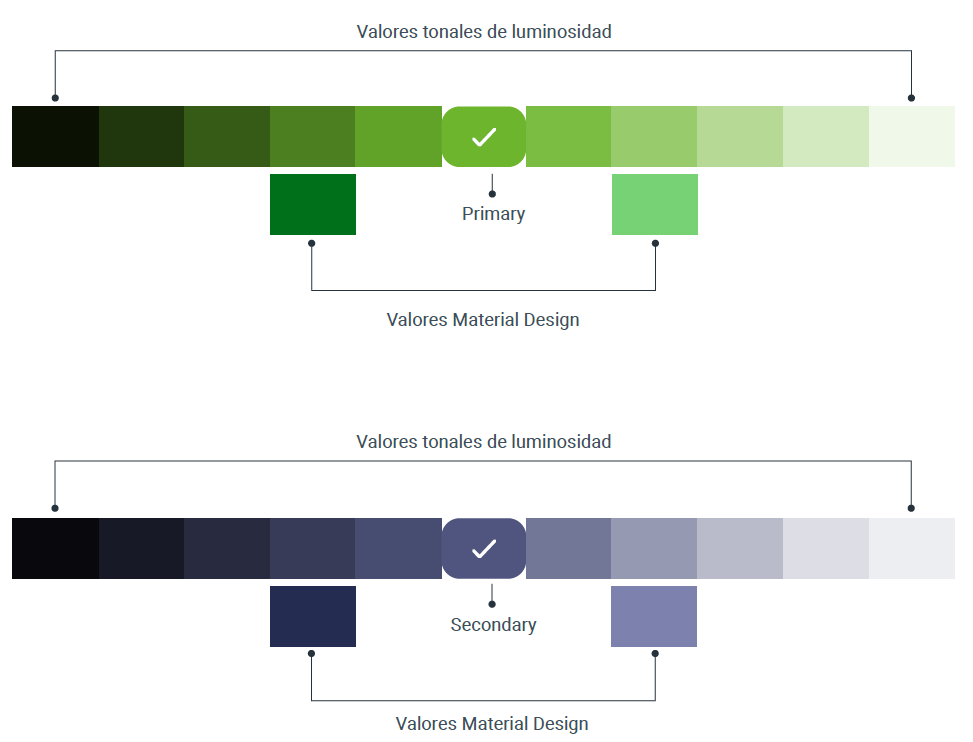 Valores tonales de luminosidad
Primary
Valores Material Design
Valores tonales de luminosidad
Secondary
Valores Material Design